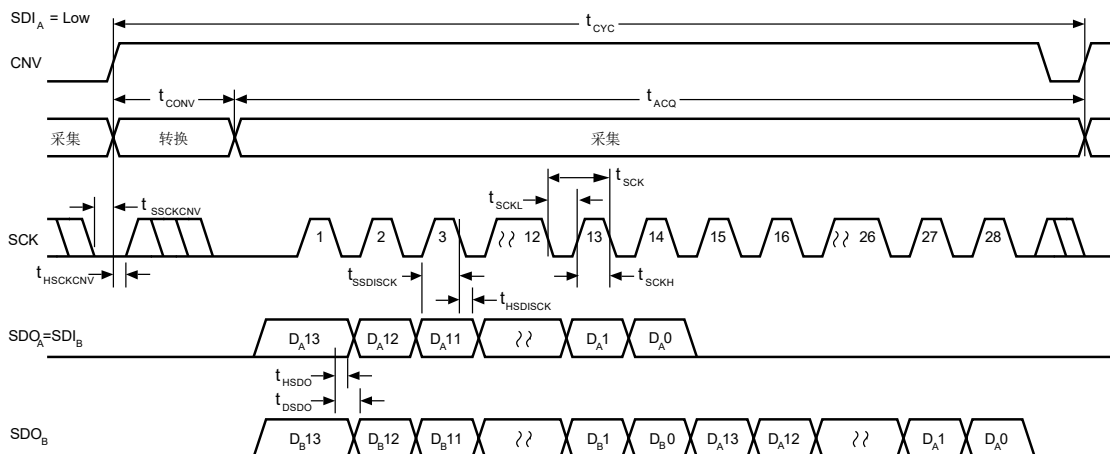 SDI_A = Low
t_CYC
CNV
t_CONV
t_ACQ
采集 转换 采集
t_SCK
t_SCKL
t_SSCKCNV
SCK 1 2 3 12 13 14 15 16 26 27 28
t_HSCKCNV
t_SSDISCK
t_SCKH
t_HSDISCK
SDO_A=SDI_B D_A13 D_A12 D_A11 D_A1 D_A0
t_HSDO
t_DSDO
SDO_B D_B13 D_B12 D_B11 D_B1 D_B0 D_A13 D_A12 D_A1 D_A0